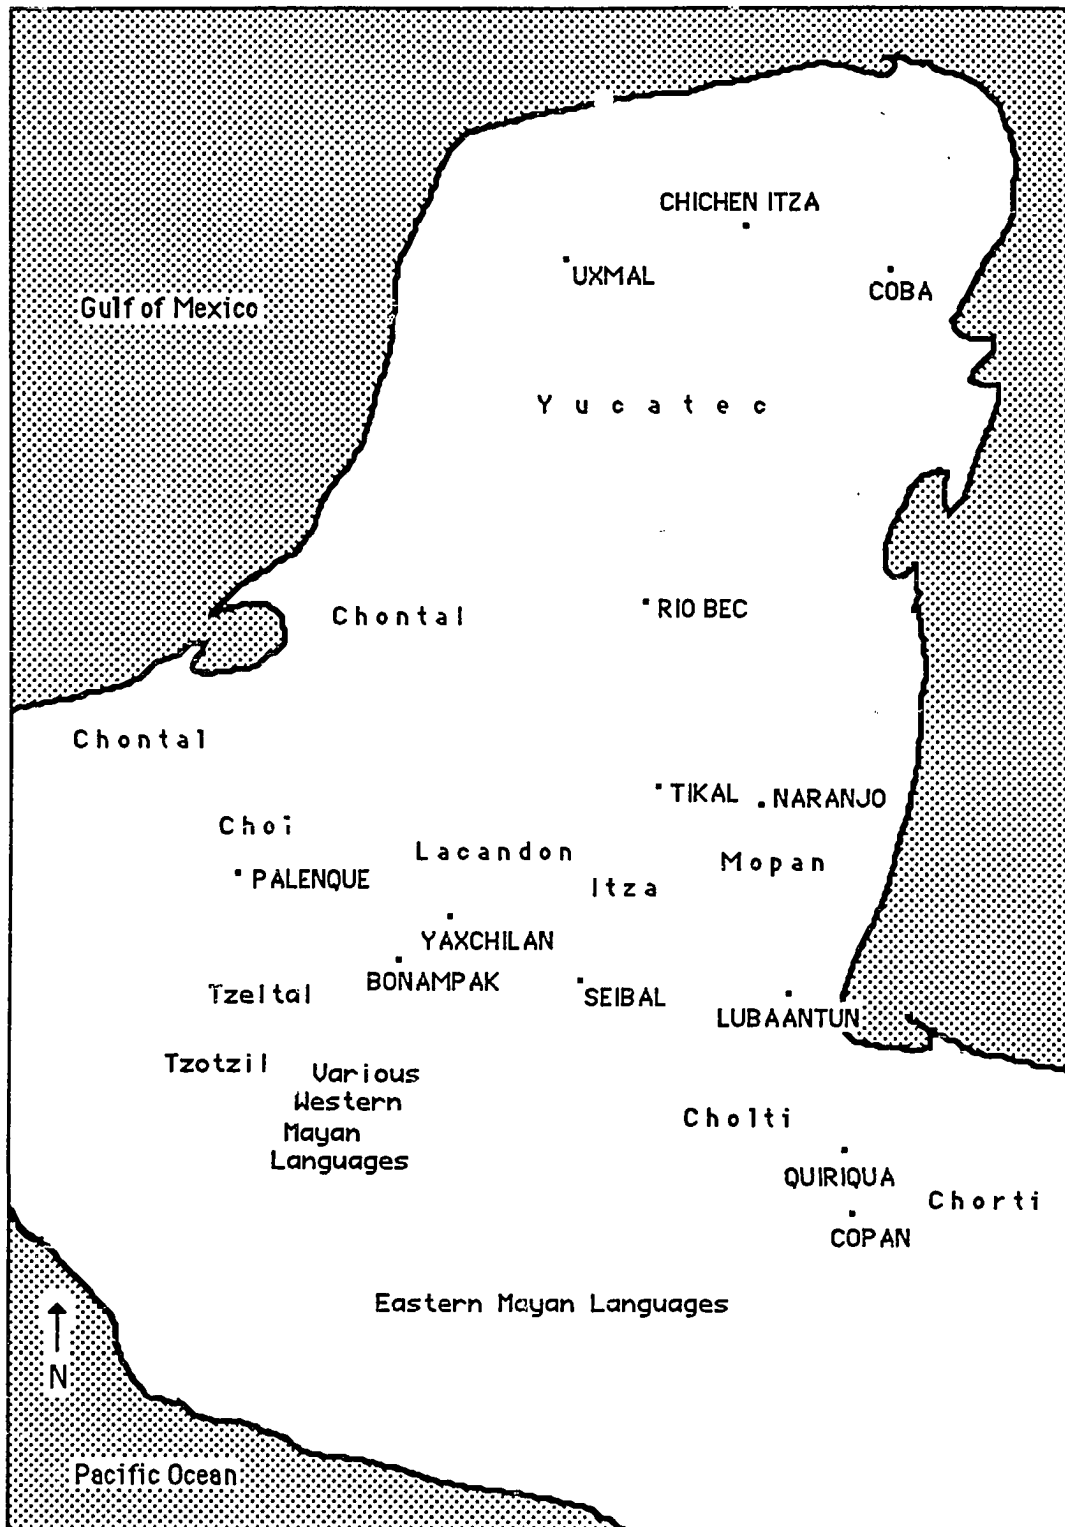 CHICHEN ITZA
UXMAL
COBA
Gulf of Mexico
Yucatec
Chontal
RIO BEC
Chontal
TIKAL
NARANJO
Chol
Lacandon
Mopan
PALENQUE
Itza
YAXCHILAN
BONAMPAK
Tzeltal
SEIBAL
LUBAANTUN
Tzotzil
Various
Western
Mayan
Languages
Cholti
QUIRIQUA
Chorti
COPAN
Eastern Mayan Languages
N
Pacific Ocean